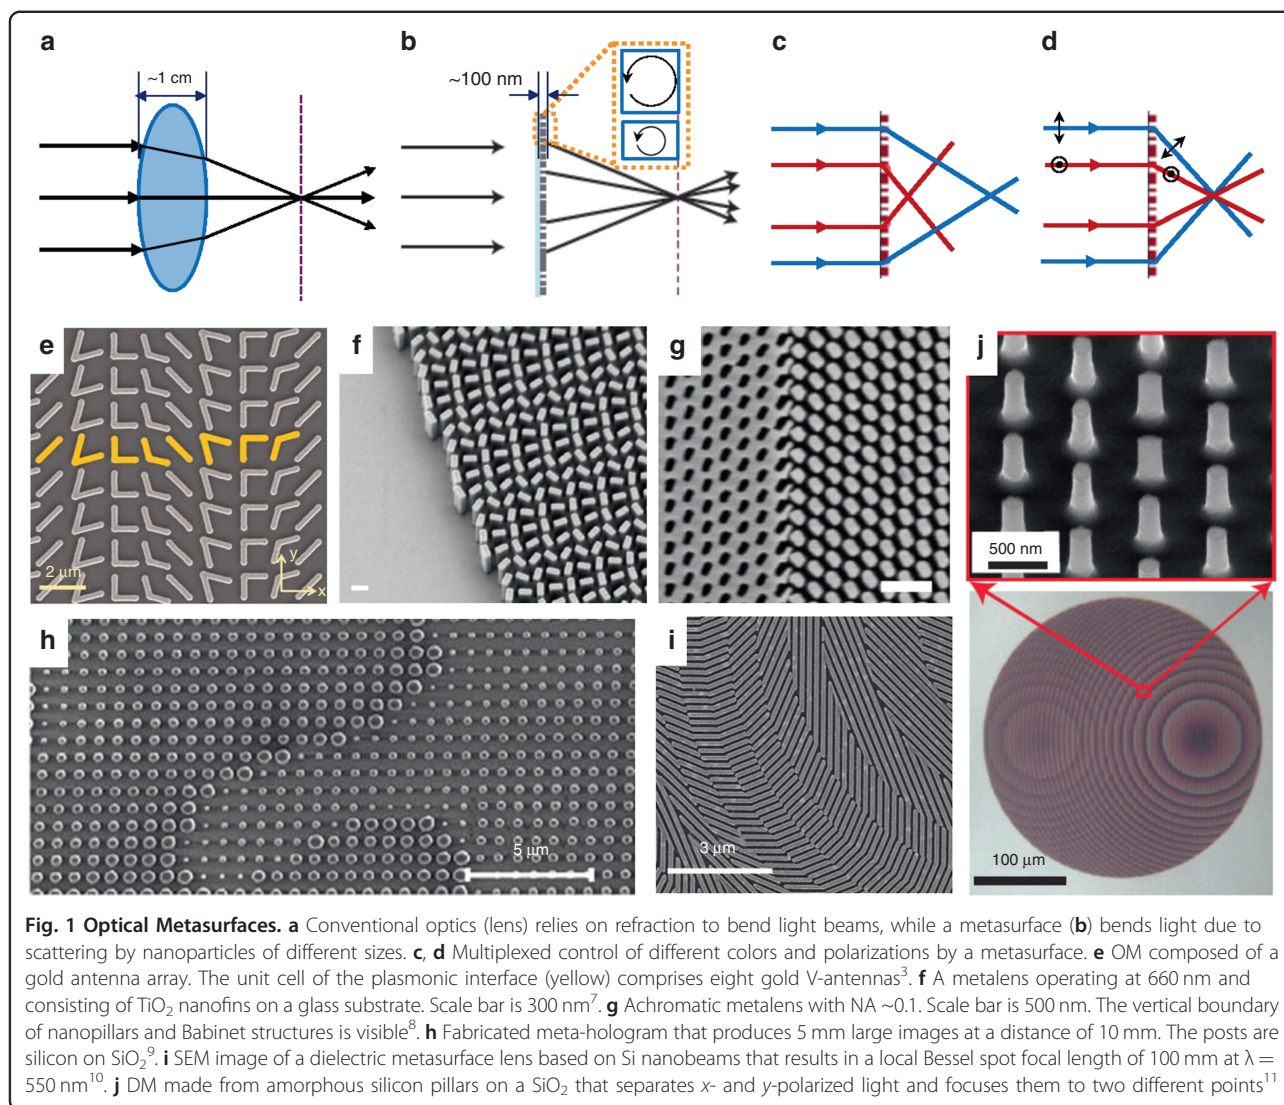 a
b
c
d
~1 cm
~100 nm
e
f
g
j
2 μm
y
x
500 nm
h
i
5 μm
3 μm
100 μm
Fig. 1 Optical Metasurfaces. a Conventional optics (lens) relies on refraction to bend light beams, while a metasurface (b) bends light due to
scattering by nanoparticles of different sizes. c, d Multiplexed control of different colors and polarizations by a metasurface. e OM composed of a
gold antenna array. The unit cell of the plasmonic interface (yellow) comprises eight gold V-antennas3. f A metalens operating at 660 nm and
consisting of TiO2 nanofins on a glass substrate. Scale bar is 300 nm7. g Achromatic metalens with NA ~0.1. Scale bar is 500 nm. The vertical boundary
of nanopillars and Babinet structures is visible8. h Fabricated meta-hologram that produces 5 mm large images at a distance of 10 mm. The posts are
silicon on SiO29. i SEM image of a dielectric metasurface lens based on Si nanobeams that results in a local Bessel spot focal length of 100 mm at λ =
550 nm10. j DM made from amorphous silicon pillars on a SiO2 that separates x- and y-polarized light and focuses them to two different points11